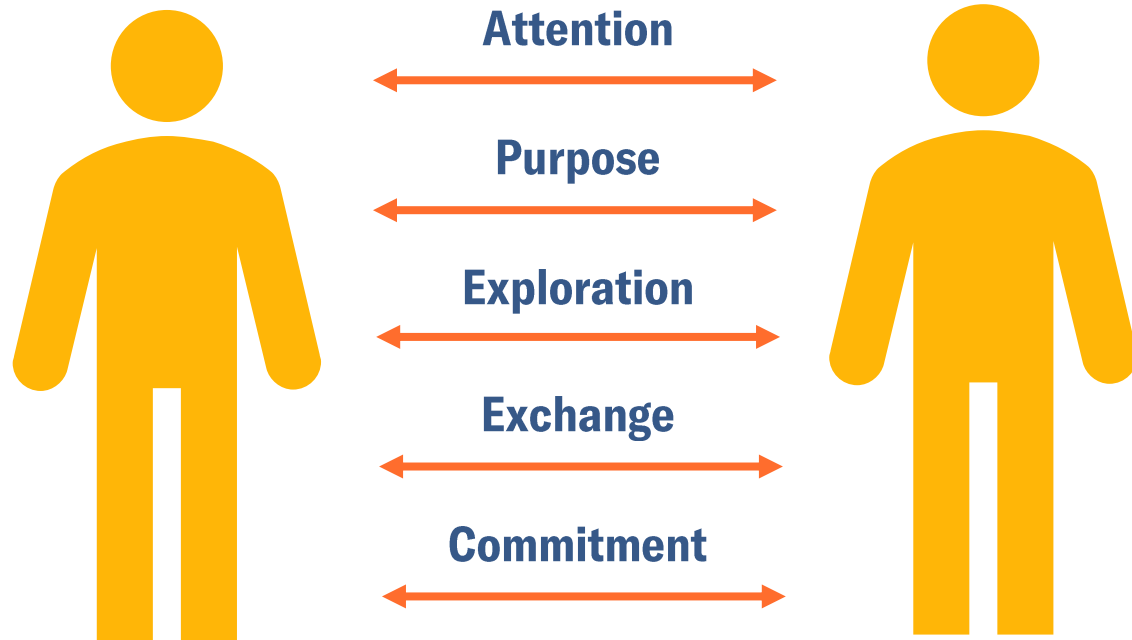 Attention
Purpose
Exploration
Exchange
Commitment